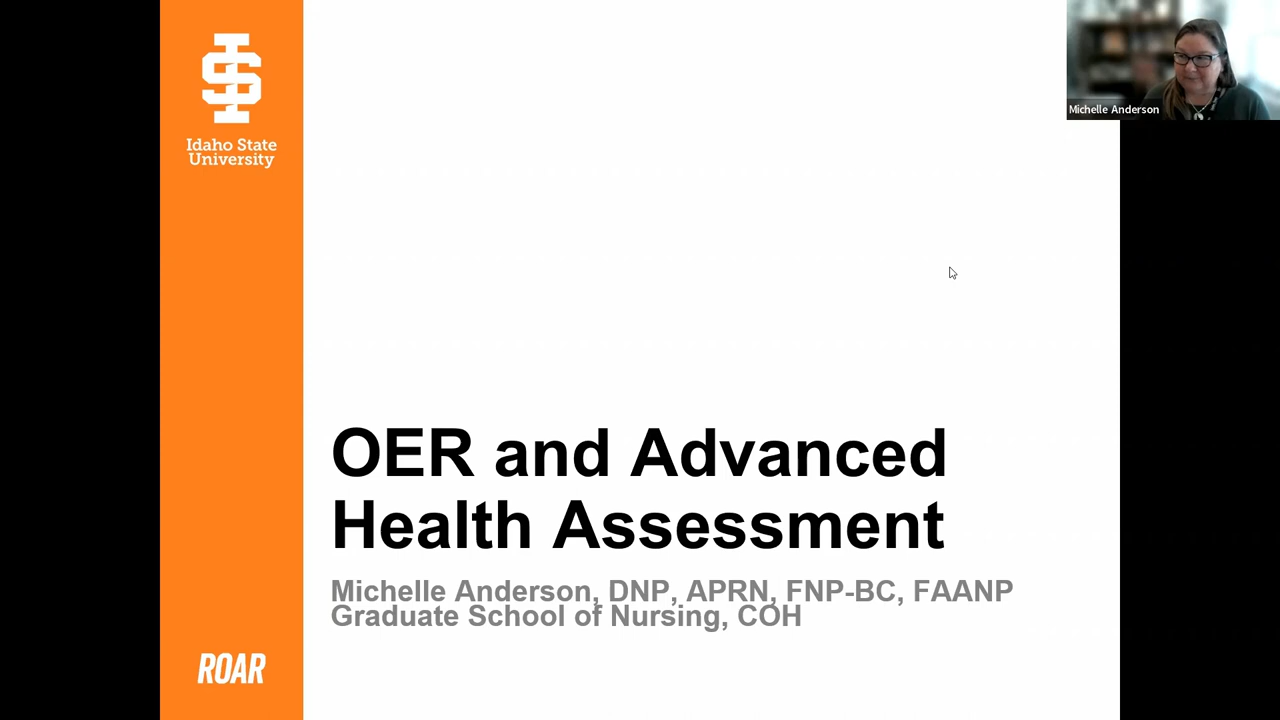 Idaho State
University
Michelle Anderson
OER and Advanced
Health Assessment
Michelle Anderson, DNP, APRN, FNP-BC, FAANP
Graduate School of Nursing, COH
ROAR